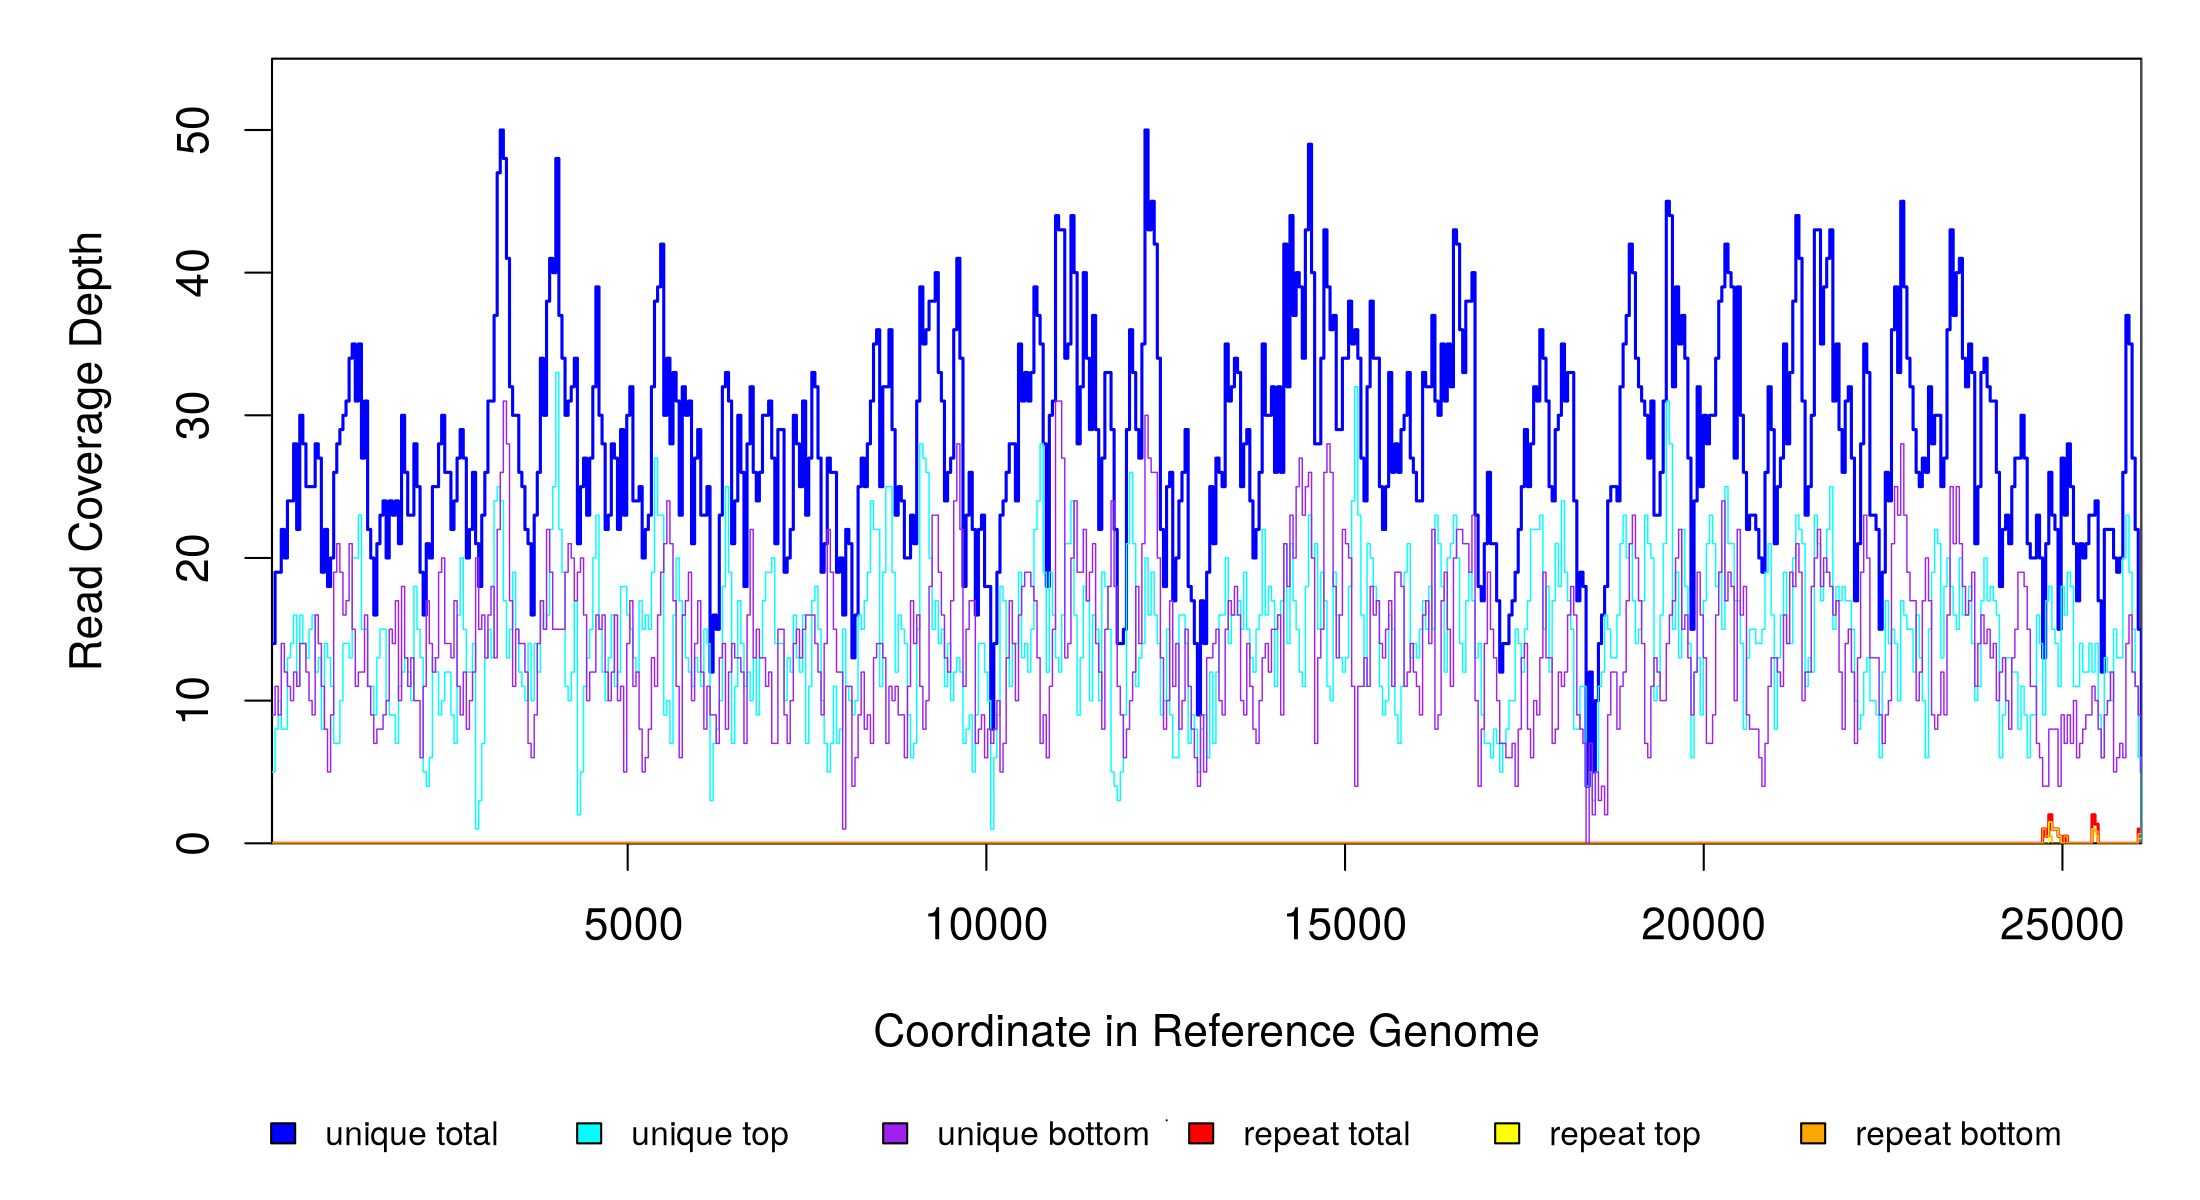 Read Coverage Depth
50
40
30
20
10
0
5000 10000 15000 20000 25000
Coordinate in Reference Genome
unique total unique top unique bottom repeat total repeat top repeat bottom